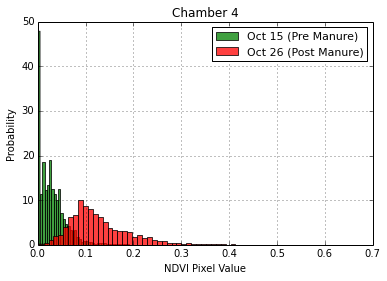 Chamber 4
Oct 15 (Pre Manure)
Oct 26 (Post Manure)
50
40
30
20
10
0
Probability
0.0 0.1 0.2 0.3 0.4 0.5 0.6 0.7
NDVI Pixel Value